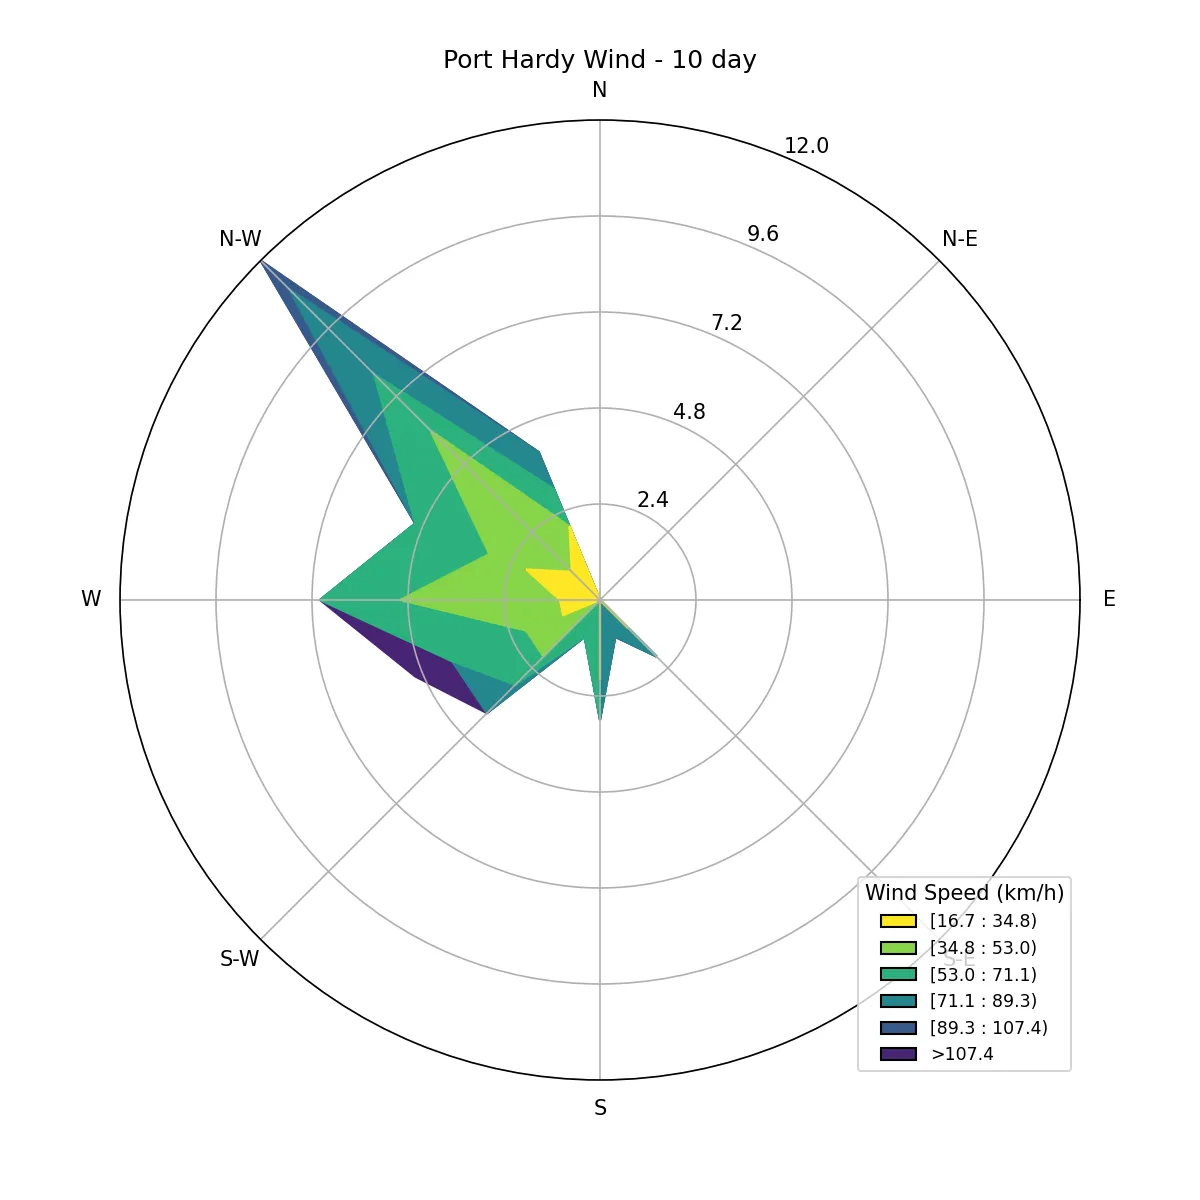 Port Hardy Wind - 10 day
N
12.0
N-W
9.6
N-E
7.2
4.8
2.4
W
E
S-W
S-E
S
Wind Speed (km/h)
[16.7 : 34.8)
[34.8 : 53.0)
[53.0 : 71.1)
[71.1 : 89.3)
[89.3 : 107.4)
>107.4